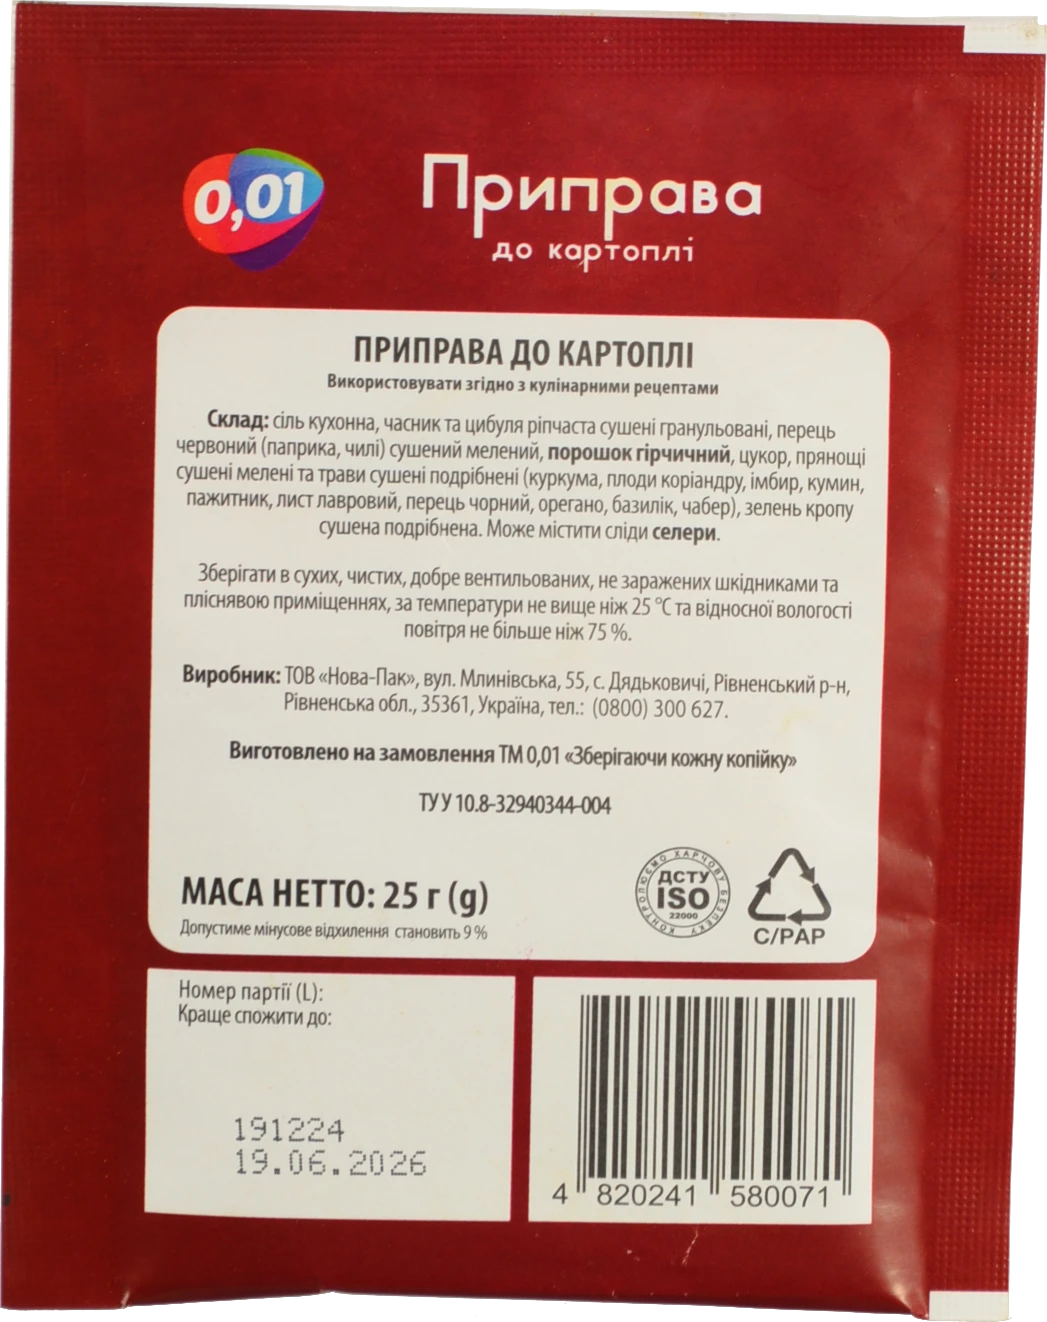 0,01
Приправа
до картоплі
ПРИПРАВА ДО КАРТОПЛІ
Використовувати згідно з кулінарними рецептами
Склад: сіль кухонна, часник та цибуля ріпчаста сушені гранульовані, перець
червоний (паприка, чилі) сушений мелений, порошок гірчичний, цукор, прянощі
сушені мелені та трави сушені подрібнені (куркума, плоди коріандру, імбир, кумин,
пажитник, лист лавровий, перець чорний, орегано, базилік, чабер), зелень кропу
сушена подрібнена. Може містити сліди селери.
Зберігати в сухих, чистих, добре вентильованих, не заражених шкідниками та
пліснявою приміщеннях, за температури не вище ніж 25 °С та відносної вологості
повітря не більше ніж 75 %.
Виробник: ТОВ «Нова-Пак», вул. Млинівська, 55, с. Дядьковичі, Рівненський р-н,
Рівненська обл., 35361, Україна, тел.: (0800) 300 627.
Виготовлено на замовлення ТМ 0,01 «Зберігаючи кожну копійку»
ТУ У 10.8-32940344-004
МАСА НЕТТО: 25 г (g)
Допустиме мінусове відхилення становить 9 %
КОНТРОЛЮЄМО ХАРЧОВУ БЕЗПЕКУ
ДСТУ
ISO
22000
C/PAP
Номер партії (L):
Краще спожити до:
191224
19.06.2026
4 820241 580071